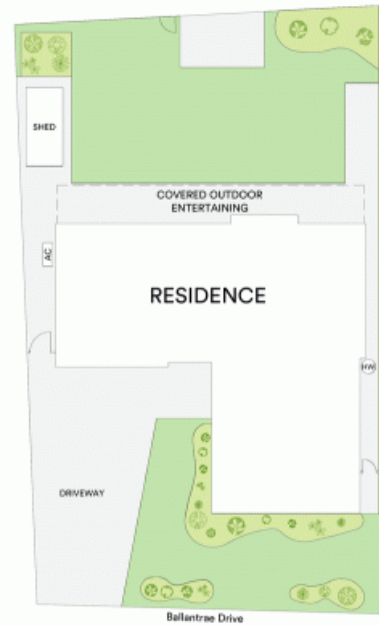 SHED
COVERED OUTDOOR
ENTERTAINING
AC
RESIDENCE
HW
DRIVEWAY
Ballantrae Drive